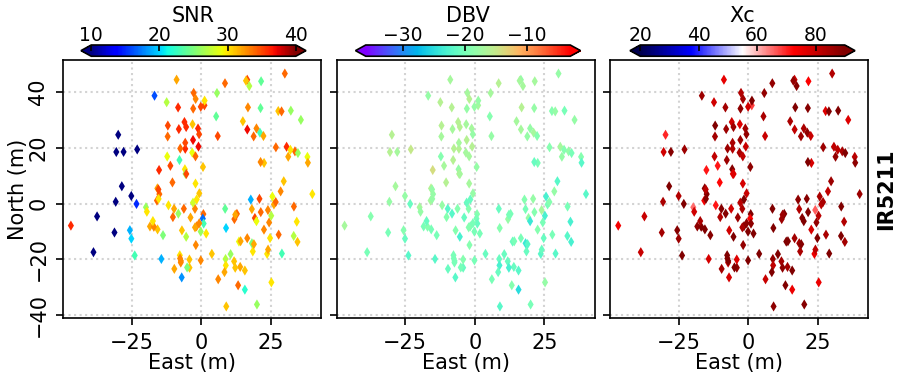 SNR DBV Xc
10 20 30 40 −30 −20 −10 20 40 60 80
40
20
0
−20
−40
North (m)
IR5211
−25 0 25 −25 0 25 −25 0 25
East (m) East (m) East (m)